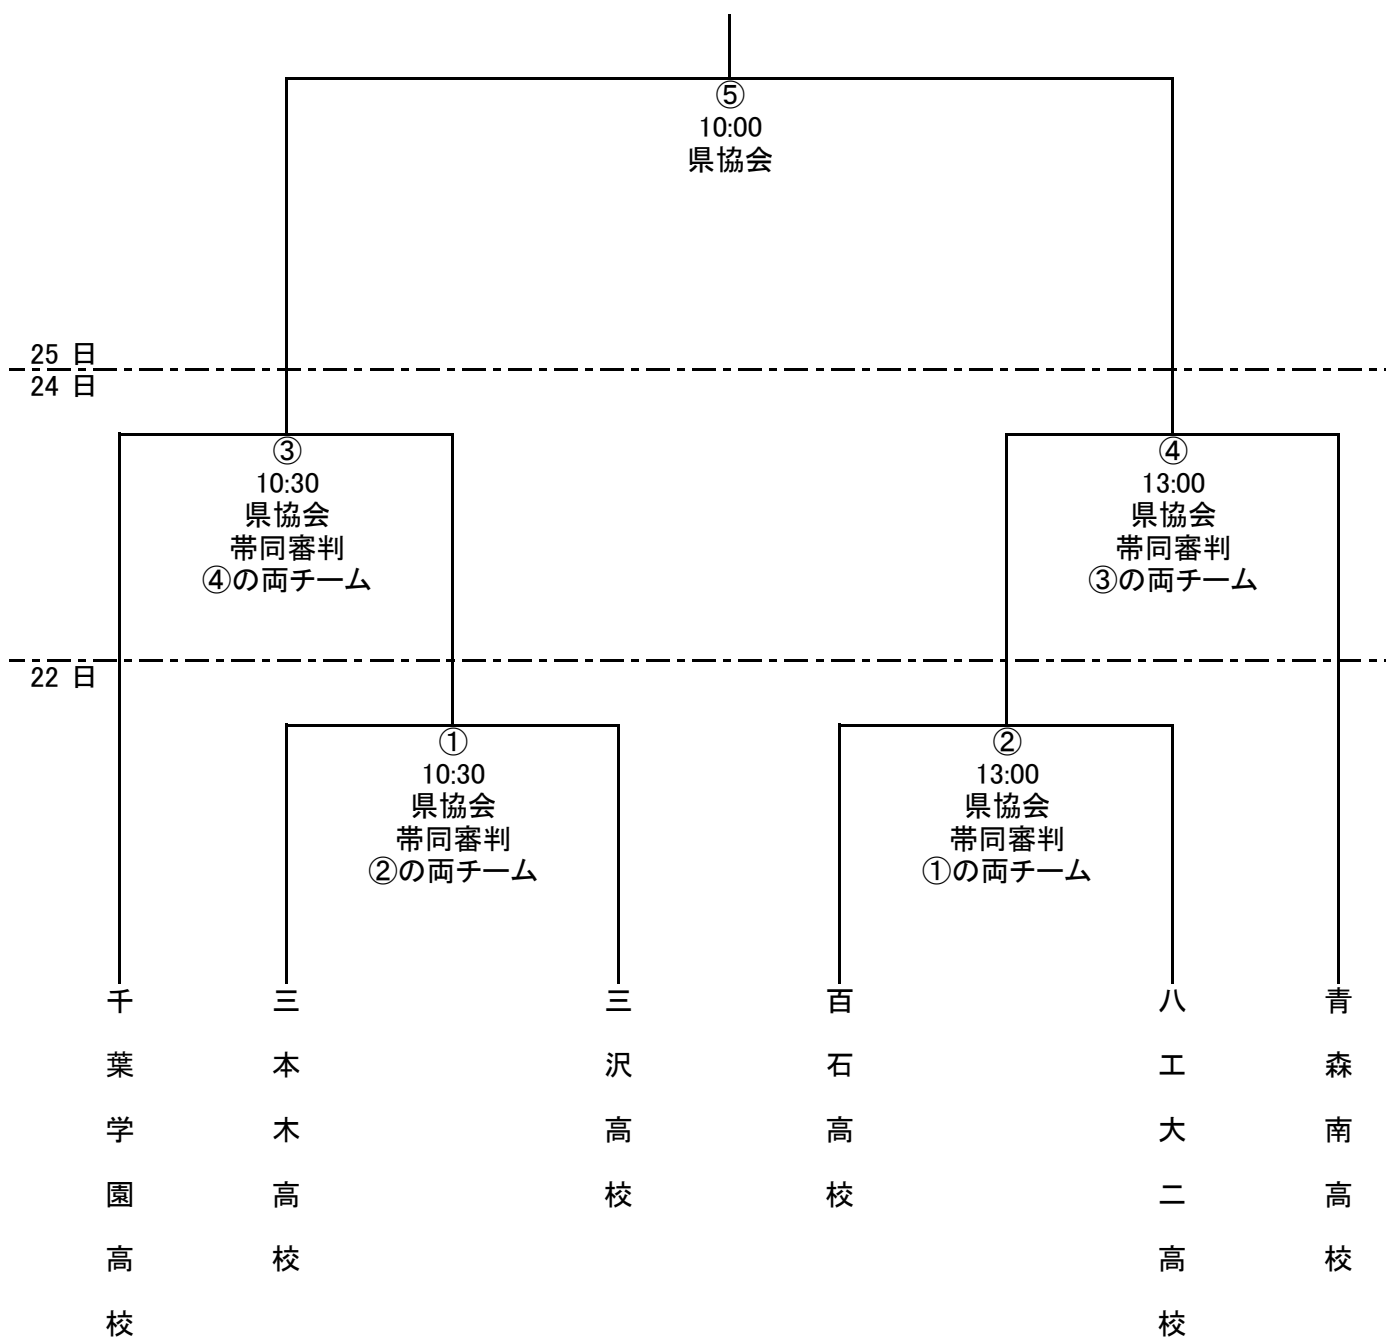 ⑤
10:00
県協会
25 日
24 日
③
10:30
県協会
帯同審判
④の両チーム
④
13:00
県協会
帯同審判
③の両チーム
22 日
①
10:30
県協会
帯同審判
②の両チーム
②
13:00
県協会
帯同審判
①の両チーム
千葉学園高校
三本木高校
三沢高校
百石高校
八工大二高校
青森南高校